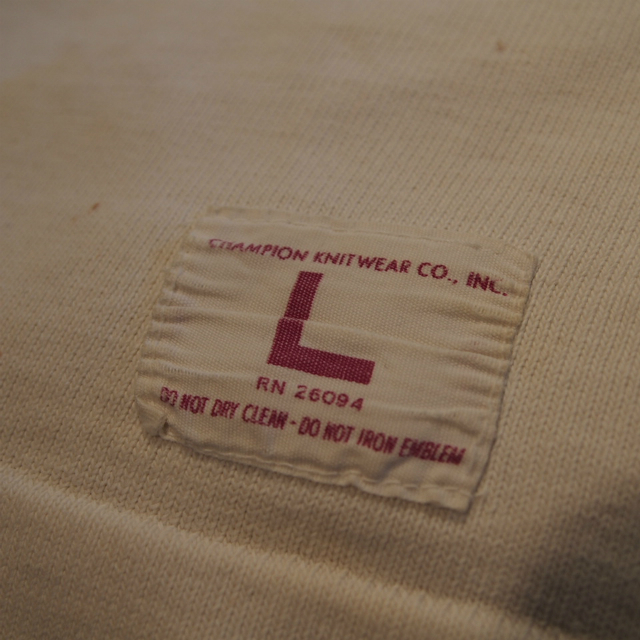 CHAMPION KNITWEAR CO., INC.
L
RN 26094
DO NOT DRY CLEAN - DO NOT IRON EMBLEM